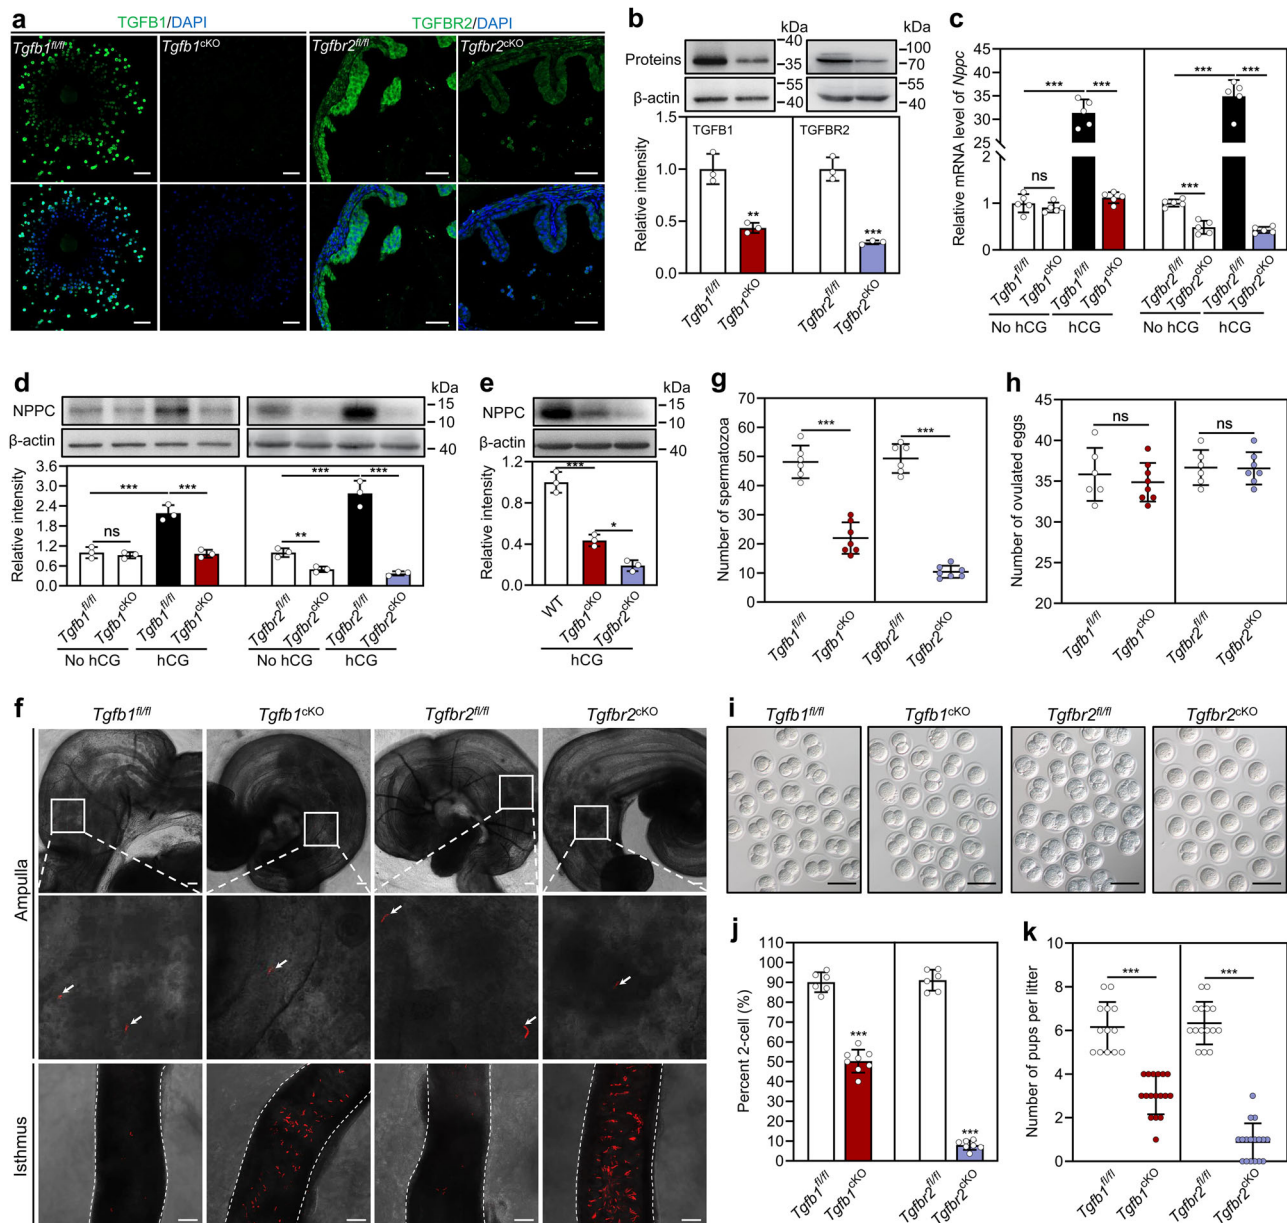 a
TGFB1/DAPI
TGFBR2/DAPI
Tgfb1fl/fl
Tgfb1cKO
Tgfbr2fl/fl
Tgfbr2cKO
b
kDa
kDa
Proteins
40
35
100
70
β-actin
55
40
55
40
Relative intensity
1.5
1.0
0.5
0.0
TGFB1
TGFBR2
**
***
Tgfb1fl/fl
Tgfb1cKO
Tgfbr2fl/fl
Tgfbr2cKO
c
Relative mRNA level of Nppc
45
40
35
30
25
2
1
0
ns
***
***
***
***
***
Tgfb1fl/fl
Tgfb1cKO
Tgfb1fl/fl
Tgfb1cKO
Tgfbr2fl/fl
Tgfbr2cKO
Tgfbr2fl/fl
Tgfbr2cKO
No hCG
hCG
No hCG
hCG
d
kDa
NPPC
15
10
β-actin
40
Relative intensity
3.6
3.0
2.4
1.8
1.2
0.6
0.0
ns
***
***
**
***
***
Tgfb1fl/fl
Tgfb1cKO
Tgfb1fl/fl
Tgfb1cKO
Tgfbr2fl/fl
Tgfbr2cKO
Tgfbr2fl/fl
Tgfbr2cKO
No hCG
hCG
No hCG
hCG
e
kDa
NPPC
15
10
β-actin
40
Relative intensity
1.2
0.8
0.4
0.0
***
*
WT
Tgfb1cKO
Tgfbr2cKO
hCG
g
Number of spermatozoa
70
60
50
40
30
20
10
0
***
***
Tgfb1fl/fl
Tgfb1cKO
Tgfbr2fl/fl
Tgfbr2cKO
h
Number of ovulated eggs
45
40
35
30
25
20
ns
ns
Tgfb1fl/fl
Tgfb1cKO
Tgfbr2fl/fl
Tgfbr2cKO
f
Tgfb1fl/fl
Tgfb1cKO
Tgfbr2fl/fl
Tgfbr2cKO
Ampulla
Isthmus
i
Tgfb1fl/fl
Tgfb1cKO
Tgfbr2fl/fl
Tgfbr2cKO
j
Percent 2-cell (%)
110
100
90
80
70
60
50
40
30
20
10
0
***
***
Tgfb1fl/fl
Tgfb1cKO
Tgfbr2fl/fl
Tgfbr2cKO
k
Number of pups per litter
10
8
6
4
2
0
***
***
Tgfb1fl/fl
Tgfb1cKO
Tgfbr2fl/fl
Tgfbr2cKO